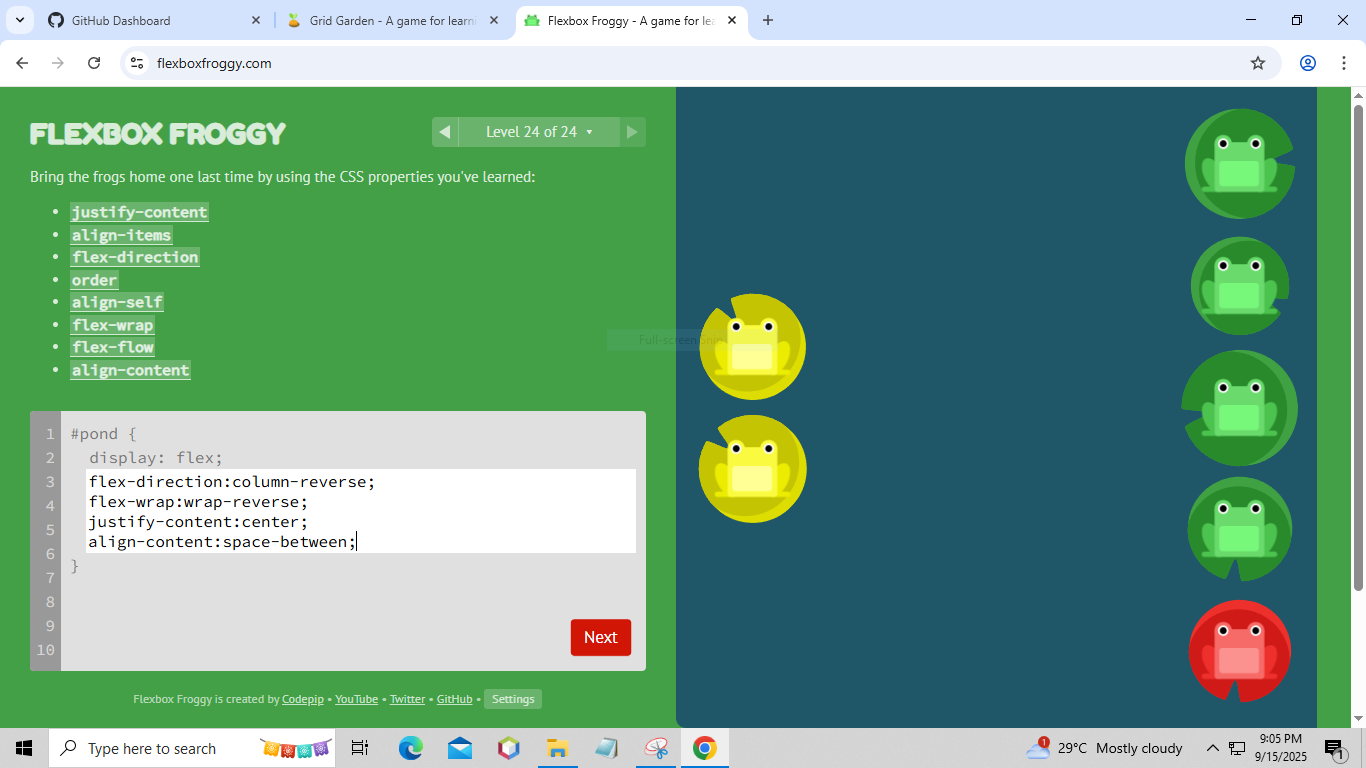 GitHub Dashboard
Grid Garden - A game for learni
Flexbox Froggy - A game for lea
flexboxfroggy.com
FLEXBOX FROGGY
Level 24 of 24
Bring the frogs home one last time by using the CSS properties you've learned:
justify-content
align-items
flex-direction
order
align-self
flex-wrap
flex-flow
align-content
Full-screen Snip
1 #pond {
2 display: flex;
3 flex-direction:column-reverse;
4 flex-wrap:wrap-reverse;
5 justify-content:center;
6 align-content:space-between;
7 }
8
9
10
Next
Flexbox Froggy is created by Codepip • YouTube • Twitter • GitHub • Settings
Type here to search
1
29°C Mostly cloudy
9:05 PM
9/15/2025
1